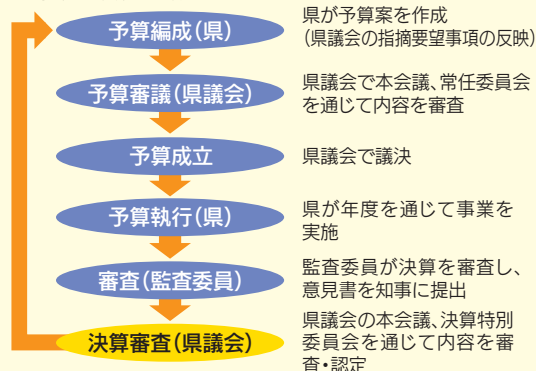 予算編成(県)
県が予算案を作成
(県議会の指摘要望事項の反映)
予算審議(県議会)
県議会で本会議、常任委員会
を通じて内容を審査
予算成立
県議会で議決
予算執行(県)
県が年度を通じて事業を
実施
審査(監査委員)
監査委員が決算を審査し、
意見書を知事に提出
決算審査(県議会)
県議会の本会議、決算特別
委員会を通じて内容を審
査・認定